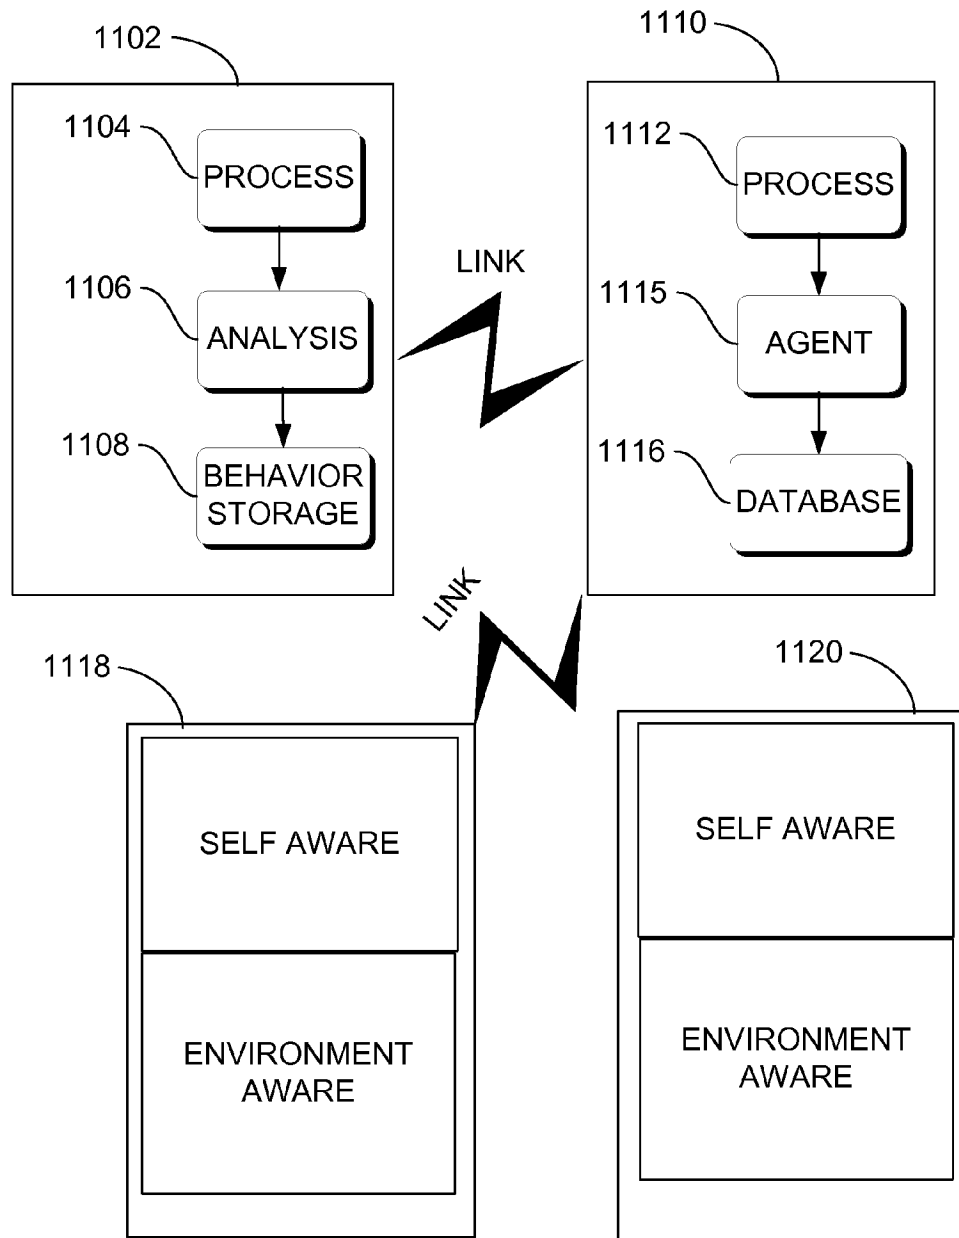 1102
1104
PROCESS
1106
ANALYSIS
1108
BEHAVIOR
STORAGE
LINK
1110
1112
PROCESS
1115
AGENT
1116
DATABASE
LINK
1118
SELF AWARE
ENVIRONMENT
AWARE
1120
SELF AWARE
ENVIRONMENT
AWARE